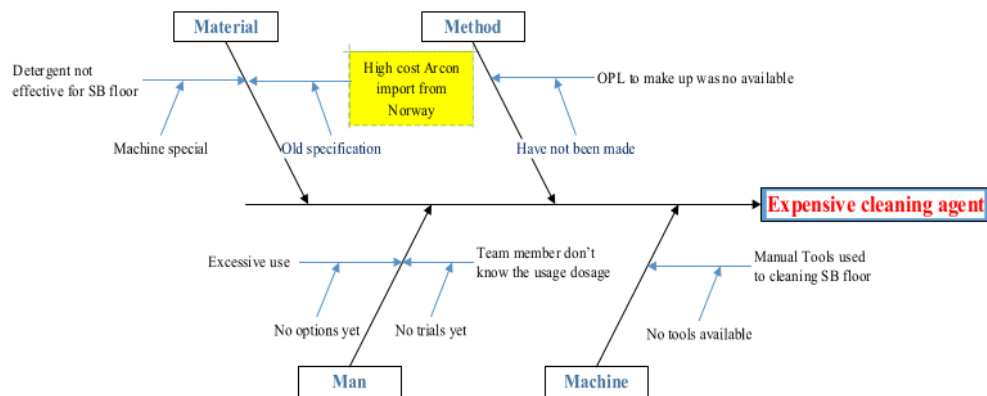 Material
Method
Detergent not
effective for SB floor
High cost Arcon
import from
Norway
OPL to make up was no available
Machine special
Old specification
Have not been made
Expensive cleaning agent
Excessive use
Team member don't
know the usage dosage
Manual Tools used
to cleaning SB floor
No options yet
No trials yet
No tools available
Man
Machine